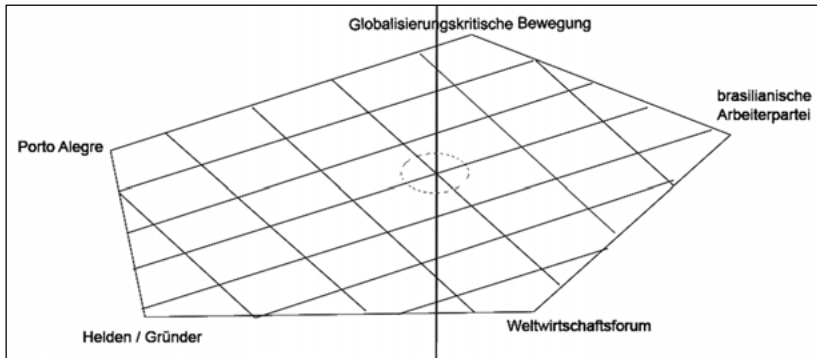 Globalisierungskritische Bewegung
brasilianische
Arbeiterpartei
Porto Alegre
Helden / Gründer
Weltwirtschaftsforum